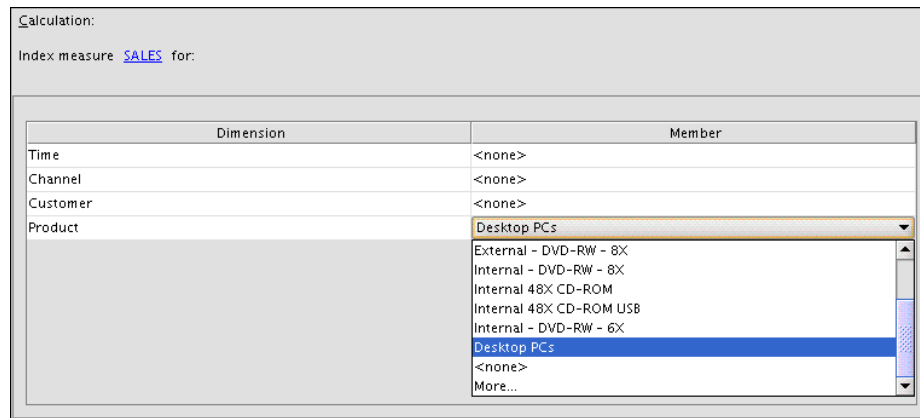 Calculation:
Index measure SALES for:
Dimension Member
Time <none>
Channel <none>
Customer <none>
Product Desktop PCs
External - DVD-RW - 8X
Internal - DVD-RW - 8X
Internal 48X CD-ROM
Internal 48X CD-ROM USB
Internal - DVD-RW - 6X
Desktop PCs
<none>
More...